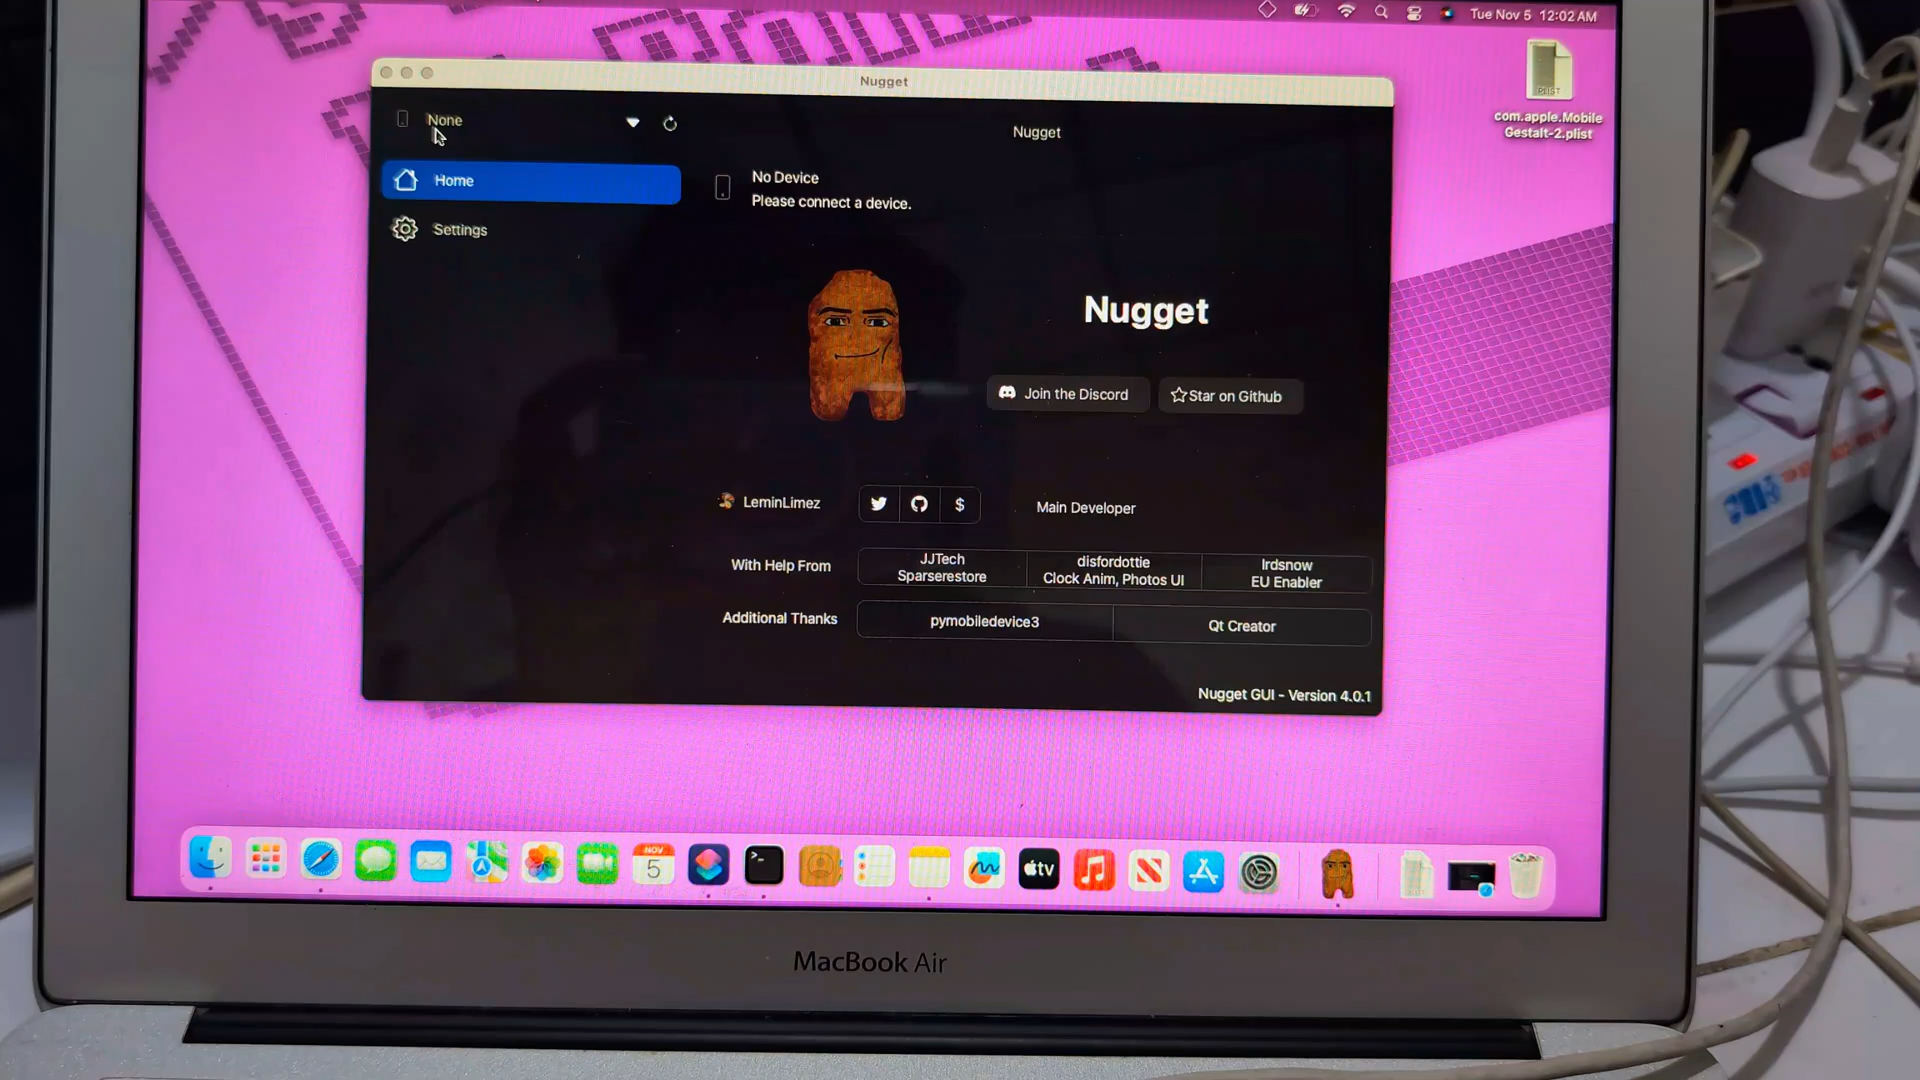 Tue Nov 5 12:02 AM
Nugget
PLIST
com.apple.Mobile
Gestalt-2.plist
None
Nugget
Home
No Device
Please connect a device.
Settings
Nugget
Join the Discord
Star on Github
LeminLimez
$
Main Developer
With Help From
JJTech
Sparserestore
disfordottie
Clock Anim, Photos UI
lrdsnow
EU Enabler
Additional Thanks
pymobiledevice3
Qt Creator
Nugget GUI - Version 4.0.1
NOV
5
tv
MacBook Air